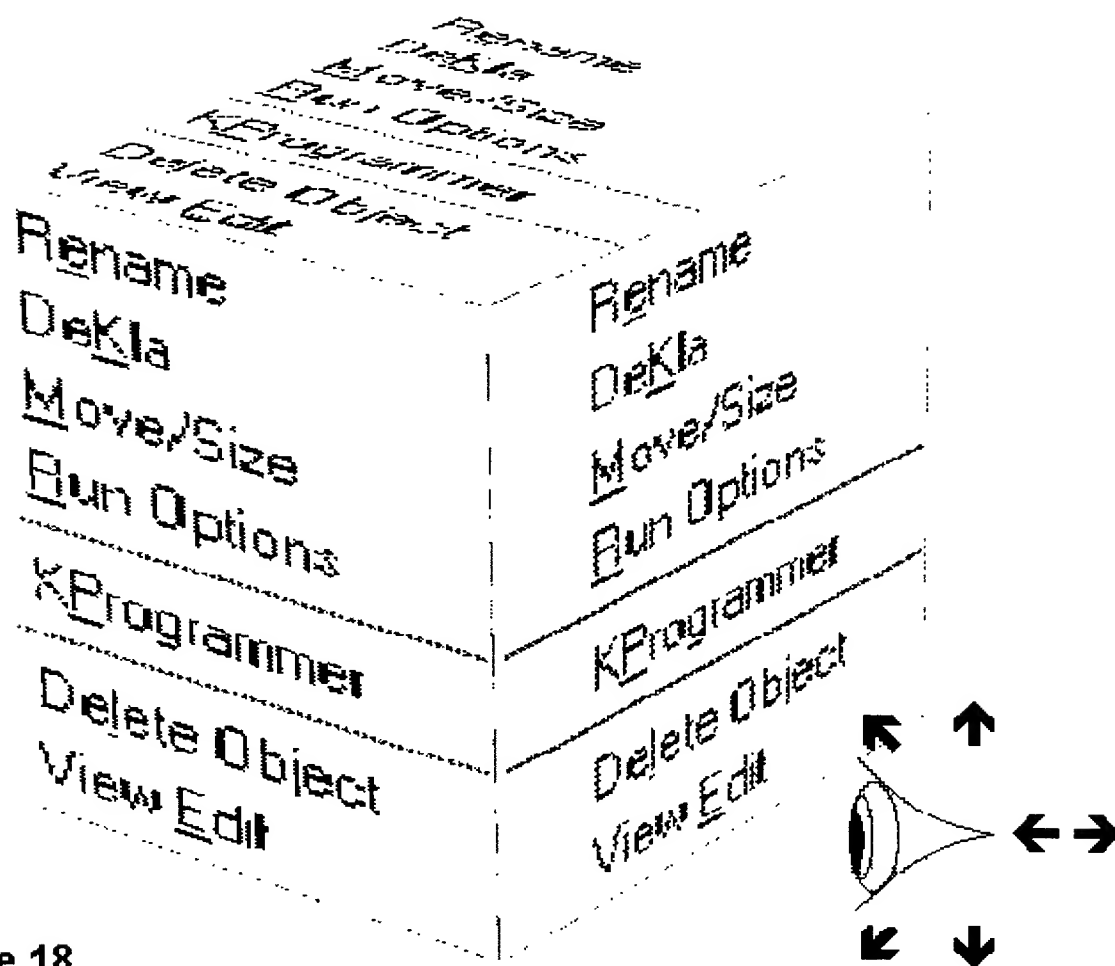 Rename
DeKla
Move/Size
Run Options
KProgrammer
Delete Object
View Edit
Rename
DeKla
Move/Size
Run Options
KProgrammer
Delete Object
View Edit
Rename
DeKla
Move/Size
Run Options
KProgrammer
Delete Object
View Edit
e 18